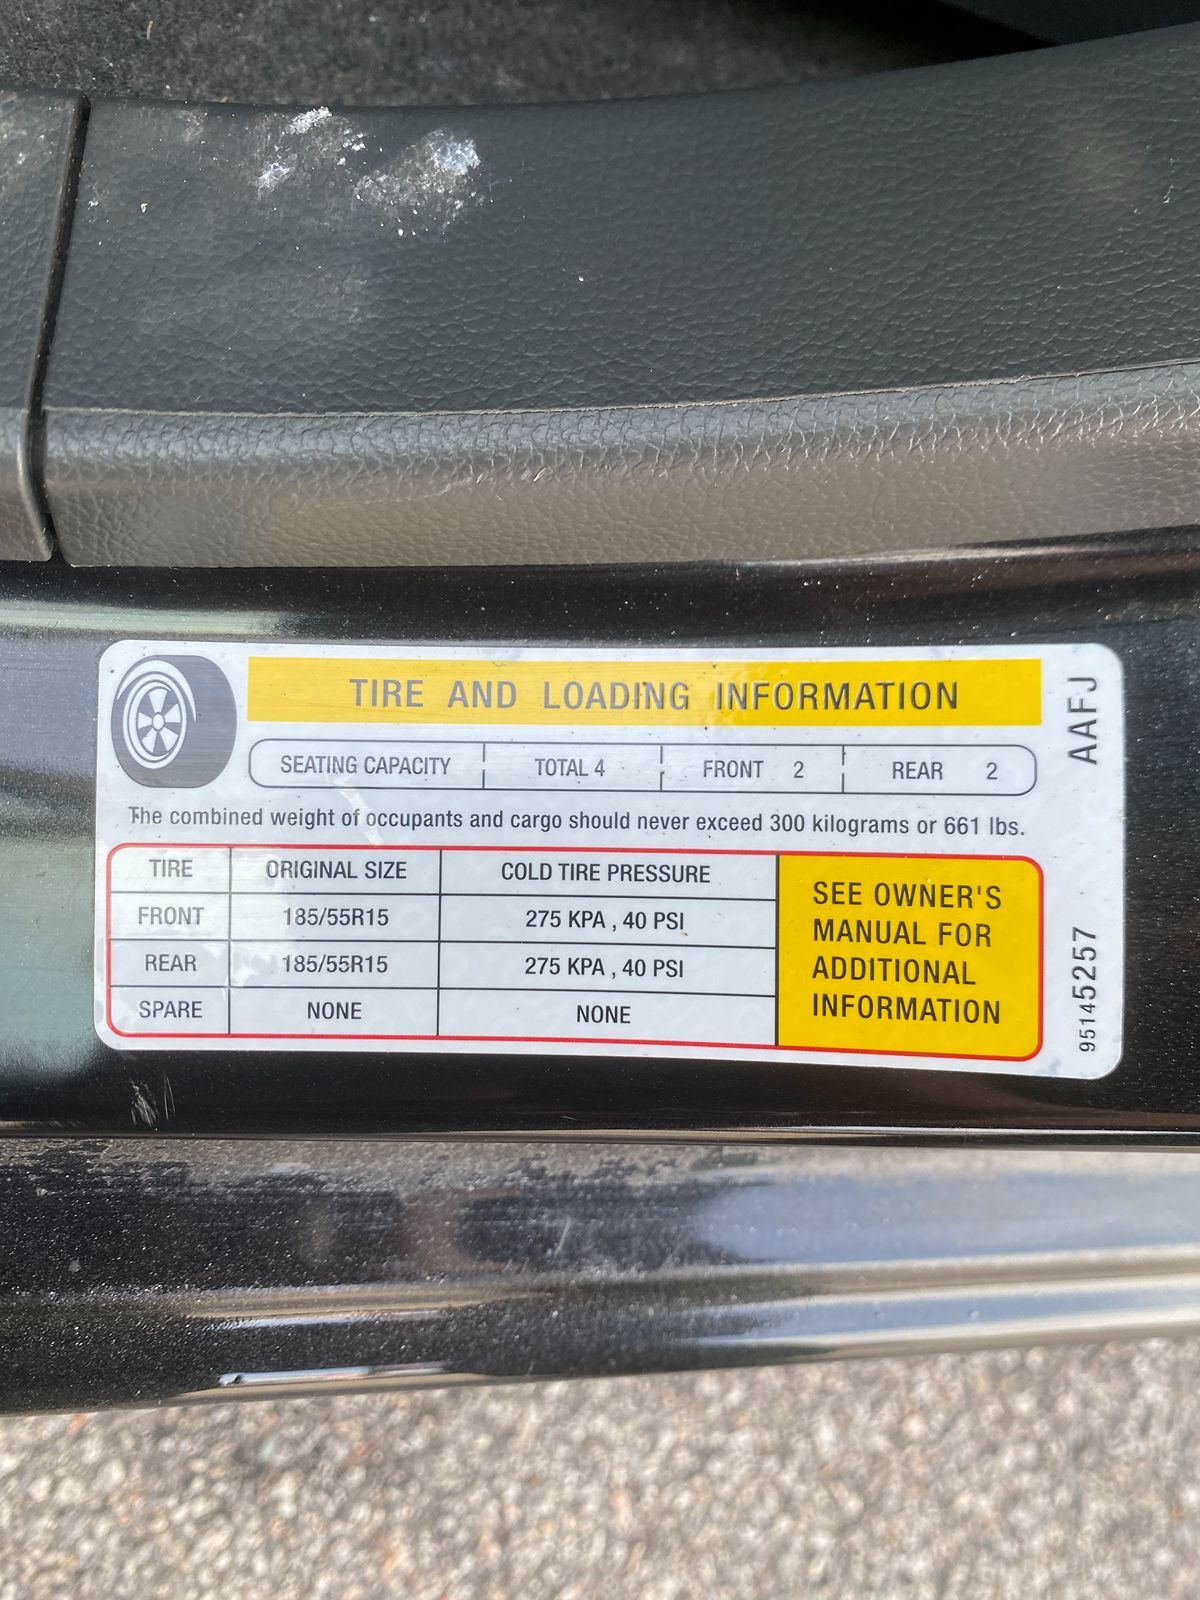 TIRE AND LOADING INFORMATION
SEATING CAPACITY TOTAL 4 FRONT 2 REAR 2
The combined weight of occupants and cargo should never exceed 300 kilograms or 661 lbs.
TIRE ORIGINAL SIZE COLD TIRE PRESSURE
FRONT 185/55R15 275 KPA , 40 PSI
REAR 185/55R15 275 KPA , 40 PSI
SPARE NONE NONE
SEE OWNER'S
MANUAL FOR
ADDITIONAL
INFORMATION
AAFJ
95145257